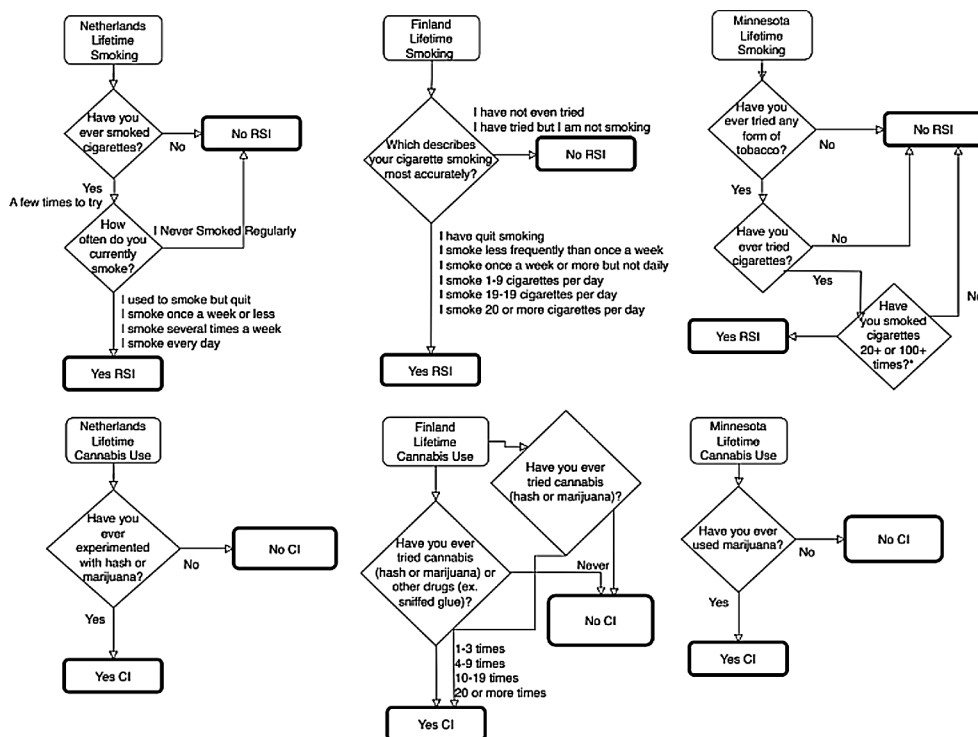 Netherlands
Lifetime
Smoking
Have you
ever smoked
cigarettes?
No
No RSI
Yes
A few times to try
How
often do you
currently
smoke?
I Never Smoked Regularly
I used to smoke but quit
I smoke once a week or less
I smoke several times a week
I smoke every day
Yes RSI
Finland
Lifetime
Smoking
I have not even tried
I have tried but I am not smoking
Which describes
your cigarette smoking
most accurately?
No RSI
I have quit smoking
I smoke less frequently than once a week
I smoke once a week or more but not daily
I smoke 1-9 cigarettes per day
I smoke 19-19 cigarettes per day
I smoke 20 or more cigarettes per day
Yes RSI
Minnesota
Lifetime
Smoking
Have you
ever tried any
form of
tobacco?
No
No RSI
Yes
Have you
ever tried
cigarettes?
No
Yes
No
Have
you smoked
cigarettes
20+ or 100+
times?*
Yes RSI
Netherlands
Lifetime
Cannabis Use
Have you
ever
experimented
with hash or
marijuana?
No
No CI
Yes
Yes CI
Finland
Lifetime
Cannabis Use
Have you ever
tried cannabis
(hash or marijuana)?
Have you ever
tried cannabis
(hash or marijuana) or
other drugs (ex.
sniffed glue)?
Never
No CI
1-3 times
4-9 times
10-19 times
20 or more times
Yes CI
Minnesota
Lifetime
Cannabis Use
Have you ever
used marijuana?
No
No CI
Yes
Yes CI